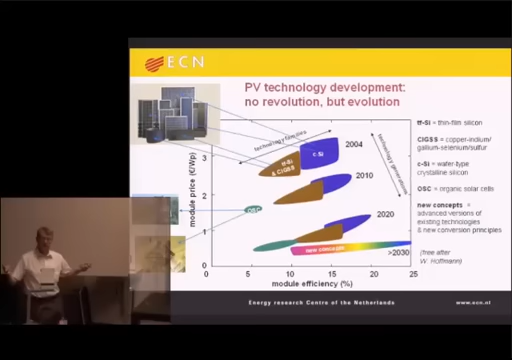 ECN
PV technology development:
no revolution, but evolution
technology families
technology generations
tf-Si
& CIGSS
c-Si
2004
2010
OSC
2020
new concepts
>2030
module price (€/Wp)
3
2
1
0
0
5
10
15
20
25
module efficiency (%)
tf-Si = thin-film silicon
CIGSS = copper-indium/
gallium-selenium/sulfur
c-Si = wafer-type
crystalline silicon
OSC = organic solar cells
new concepts =
advanced versions of
existing technologies
& new conversion principles
(free after
W. Hoffmann)
Energy research Centre of the Netherlands
www.ecn.nl